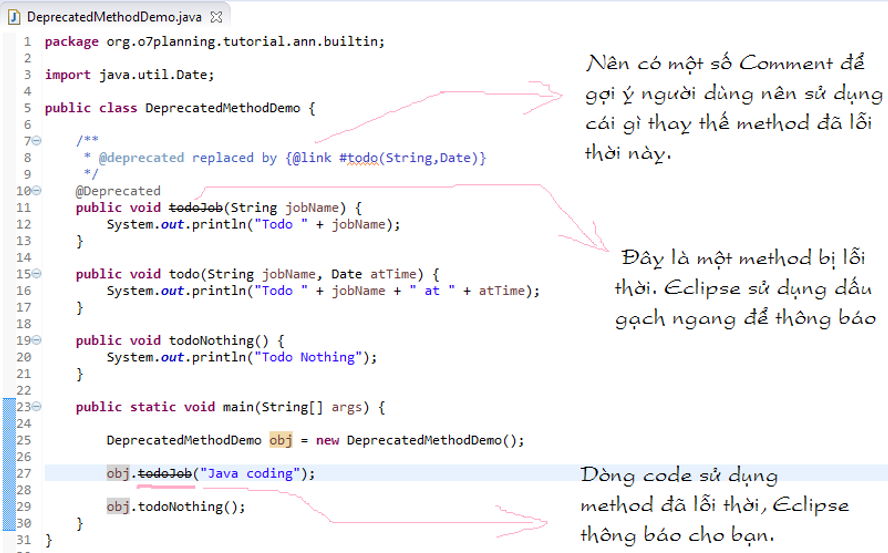 DeprecatedMethodDemo.java
1 package org.o7planning.tutorial.ann.builtin;
2
3 import java.util.Date;
4
5 public class DeprecatedMethodDemo {
6
7 /**
8 * @deprecated replaced by {@link #todo(String,Date)}
9 */
10 @Deprecated
11 public void todoJob(String jobName) {
12 System.out.println("Todo " + jobName);
13 }
14
15 public void todo(String jobName, Date atTime) {
16 System.out.println("Todo " + jobName + " at " + atTime);
17 }
18
19 public void todoNothing() {
20 System.out.println("Todo Nothing");
21 }
22
23 public static void main(String[] args) {
24
25 DeprecatedMethodDemo obj = new DeprecatedMethodDemo();
26
27 obj.todoJob("Java coding");
28
29 obj.todoNothing();
30 }
31 }
Nên có một số Comment để
gợi ý người dùng nên sử dụng
cái gì thay thế method đã lỗi
thời này.
Đây là một method bị lỗi
thời. Eclipse sử dụng dấu
gạch ngang để thông báo
Dòng code sử dụng
method đã lỗi thời, Eclipse
thông báo cho bạn.